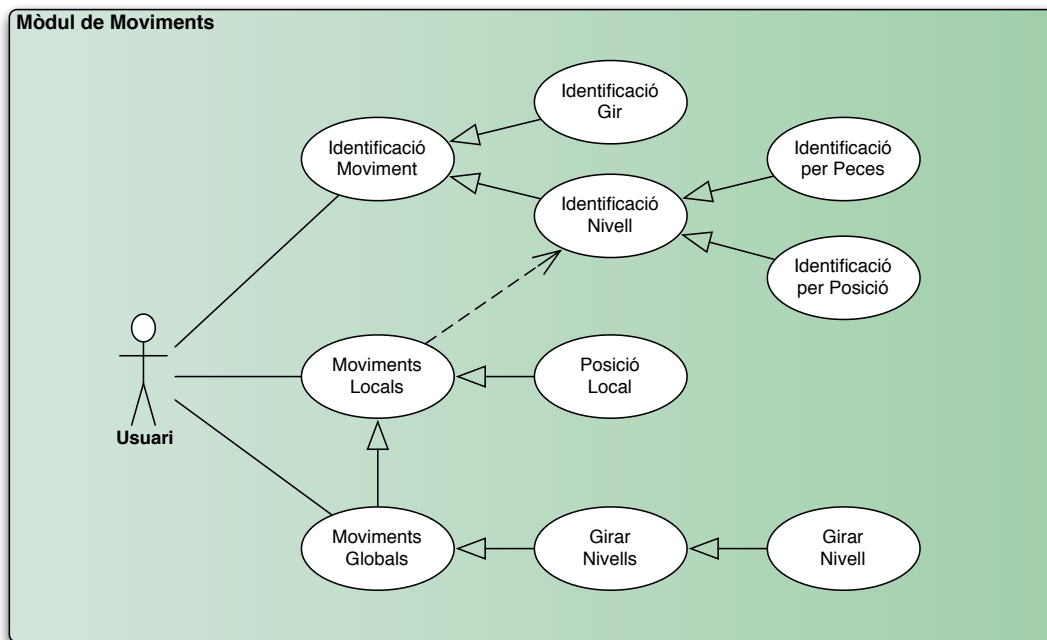 Mòdul de Moviments
Identificació
Gir
Identificació
Moviment
Identificació
per Peces
Identificació
Nivell
Identificació
per Posició
Moviments
Locals
Posició
Local
Usuari
Moviments
Globals
Girar
Nivells
Girar
Nivell